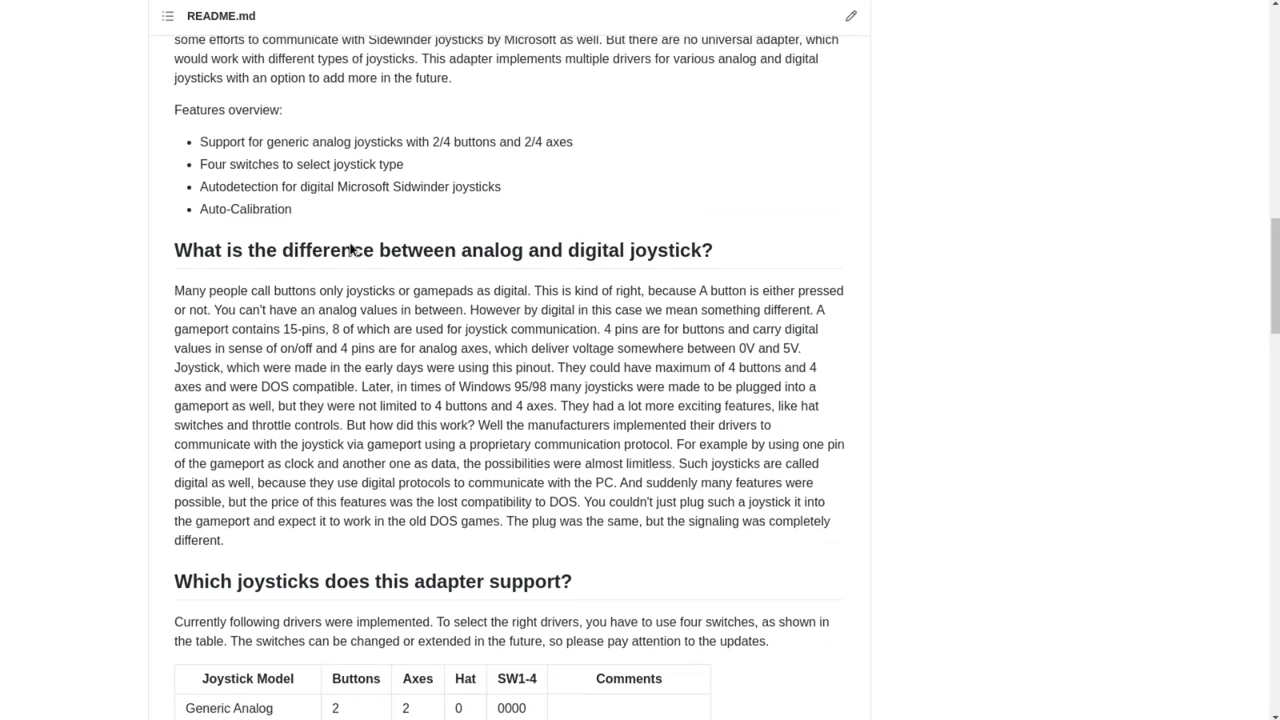 README.md
some efforts to communicate with Sidewinder joysticks by Microsoft as well. But there are no universal adapter, which
would work with different types of joysticks. This adapter implements multiple drivers for various analog and digital
joysticks with an option to add more in the future.
Features overview:
Support for generic analog joysticks with 2/4 buttons and 2/4 axes
Four switches to select joystick type
Autodetection for digital Microsoft Sidwinder joysticks
Auto-Calibration
What is the difference between analog and digital joystick?
Many people call buttons only joysticks or gamepads as digital. This is kind of right, because A button is either pressed
or not. You can't have an analog values in between. However by digital in this case we mean something different. A
gameport contains 15-pins, 8 of which are used for joystick communication. 4 pins are for buttons and carry digital
values in sense of on/off and 4 pins are for analog axes, which deliver voltage somewhere between 0V and 5V.
Joystick, which were made in the early days were using this pinout. They could have maximum of 4 buttons and 4
axes and were DOS compatible. Later, in times of Windows 95/98 many joysticks were made to be plugged into a
gameport as well, but they were not limited to 4 buttons and 4 axes. They had a lot more exciting features, like hat
switches and throttle controls. But how did this work? Well the manufacturers implemented their drivers to
communicate with the joystick via gameport using a proprietary communication protocol. For example by using one pin
of the gameport as clock and another one as data, the possibilities were almost limitless. Such joysticks are called
digital as well, because they use digital protocols to communicate with the PC. And suddenly many features were
possible, but the price of this features was the lost compatibility to DOS. You couldn't just plug such a joystick it into
the gameport and expect it to work in the old DOS games. The plug was the same, but the signaling was completely
different.
Which joysticks does this adapter support?
Currently following drivers were implemented. To select the right drivers, you have to use four switches, as shown in
the table. The switches can be changed or extended in the future, so please pay attention to the updates.
Joystick Model Buttons Axes Hat SW1-4 Comments
Generic Analog 2 2 0 0000